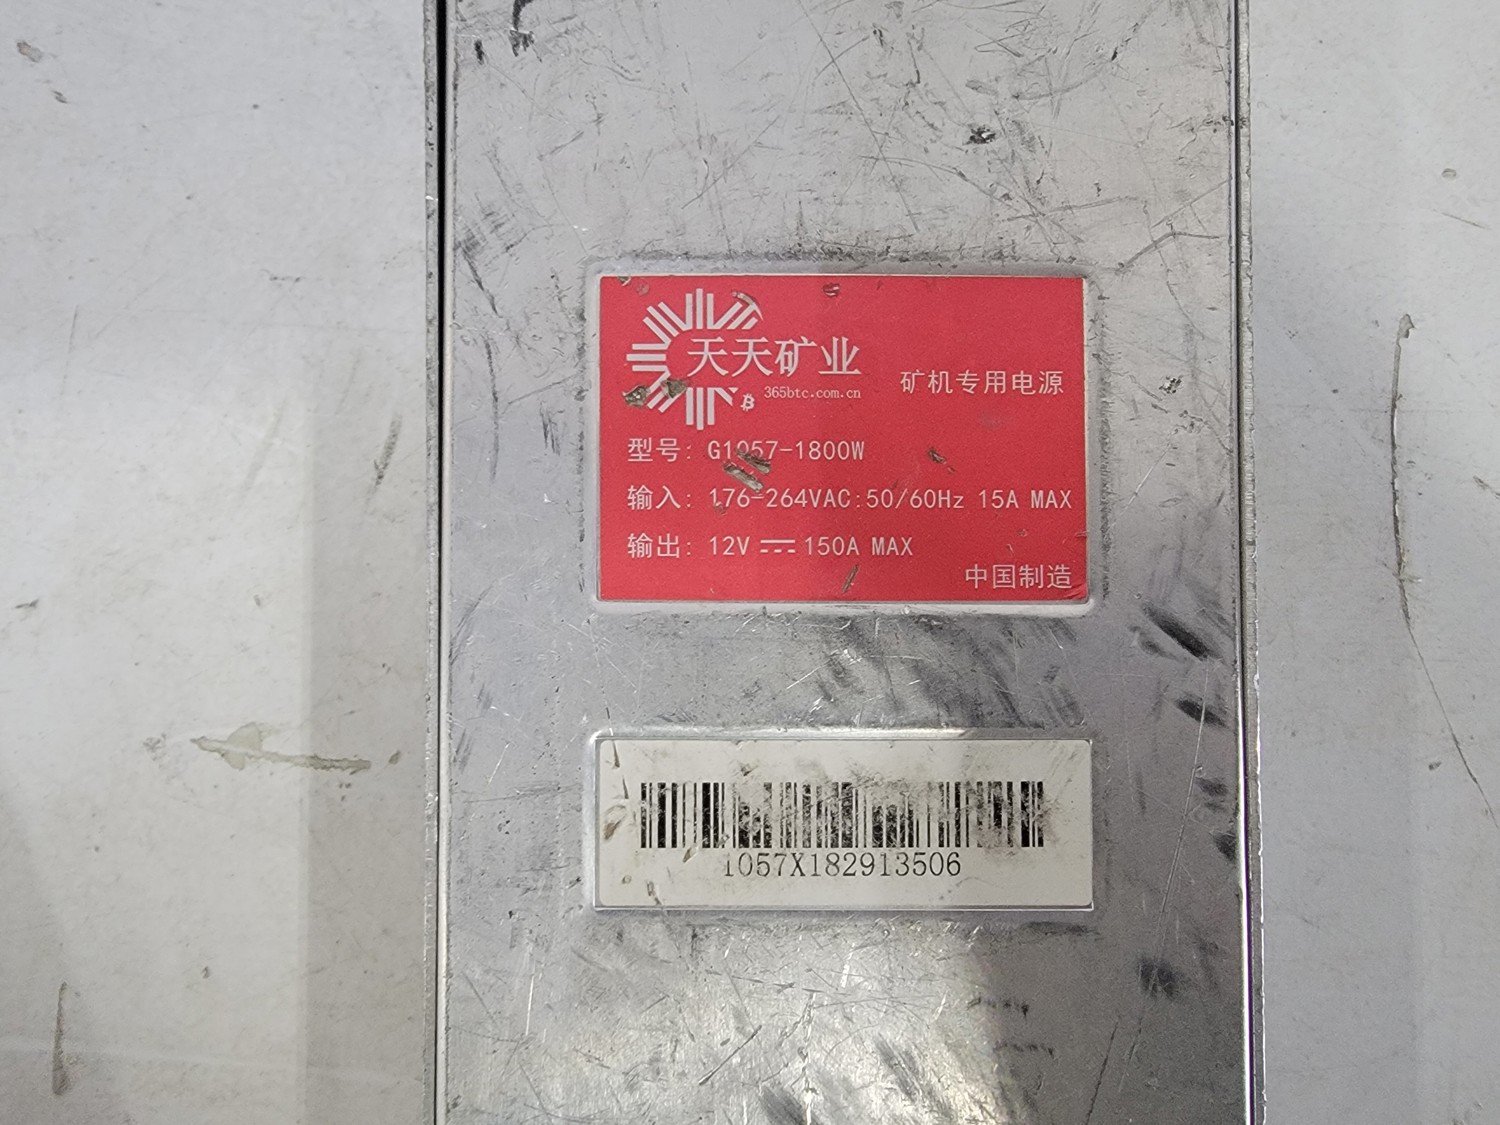 天天矿业
365btc.com.cn
矿机专用电源
型号: G1057-1800W
输入: 176-264VAC:50/60Hz 15A MAX
输出: 12V ⎓ 150A MAX
中国制造
1057X182913506